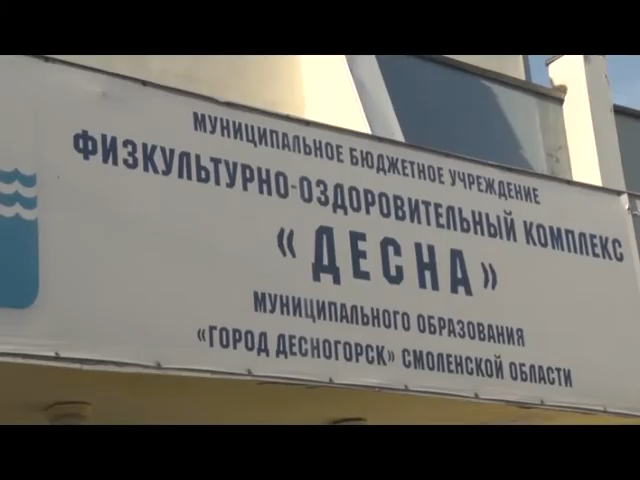 МУНИЦИПАЛЬНОЕ БЮДЖЕТНОЕ УЧРЕЖДЕНИЕ
ФИЗКУЛЬТУРНО-ОЗДОРОВИТЕЛЬНЫЙ КОМПЛЕКС
«ДЕСНА»
МУНИЦИПАЛЬНОГО ОБРАЗОВАНИЯ
«ГОРОД ДЕСНОГОРСК» СМОЛЕНСКОЙ ОБЛАСТИ